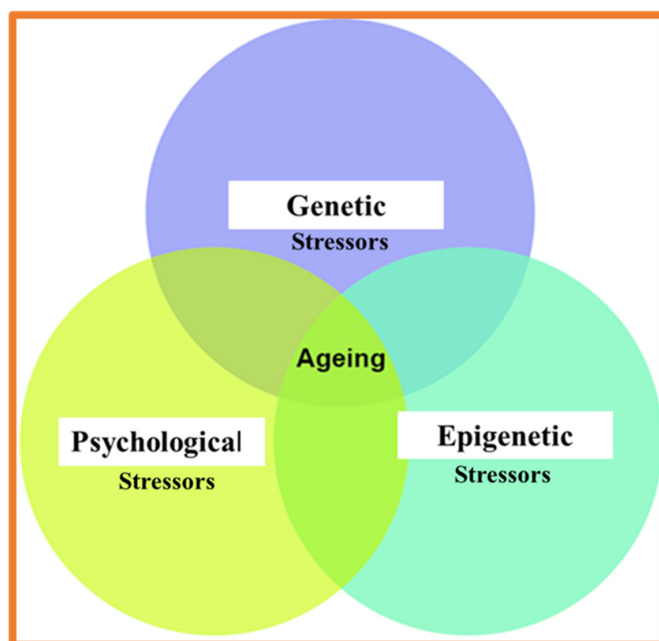 Genetic
Stressors
Ageing
Psychological
Stressors
Epigenetic
Stressors